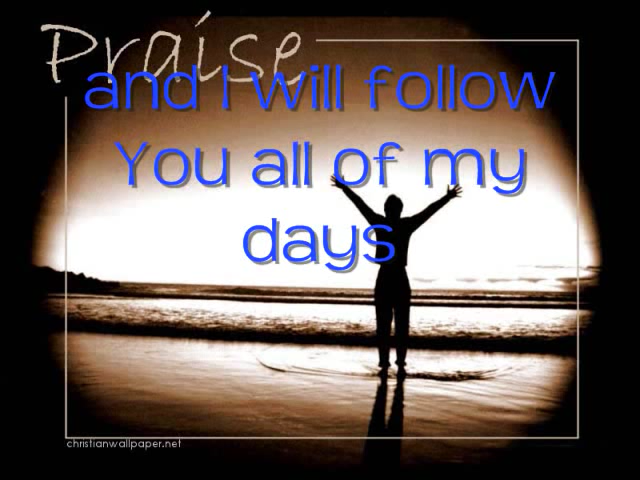 Praise
and I will follow
You all of my
days
christianwallpaper.net